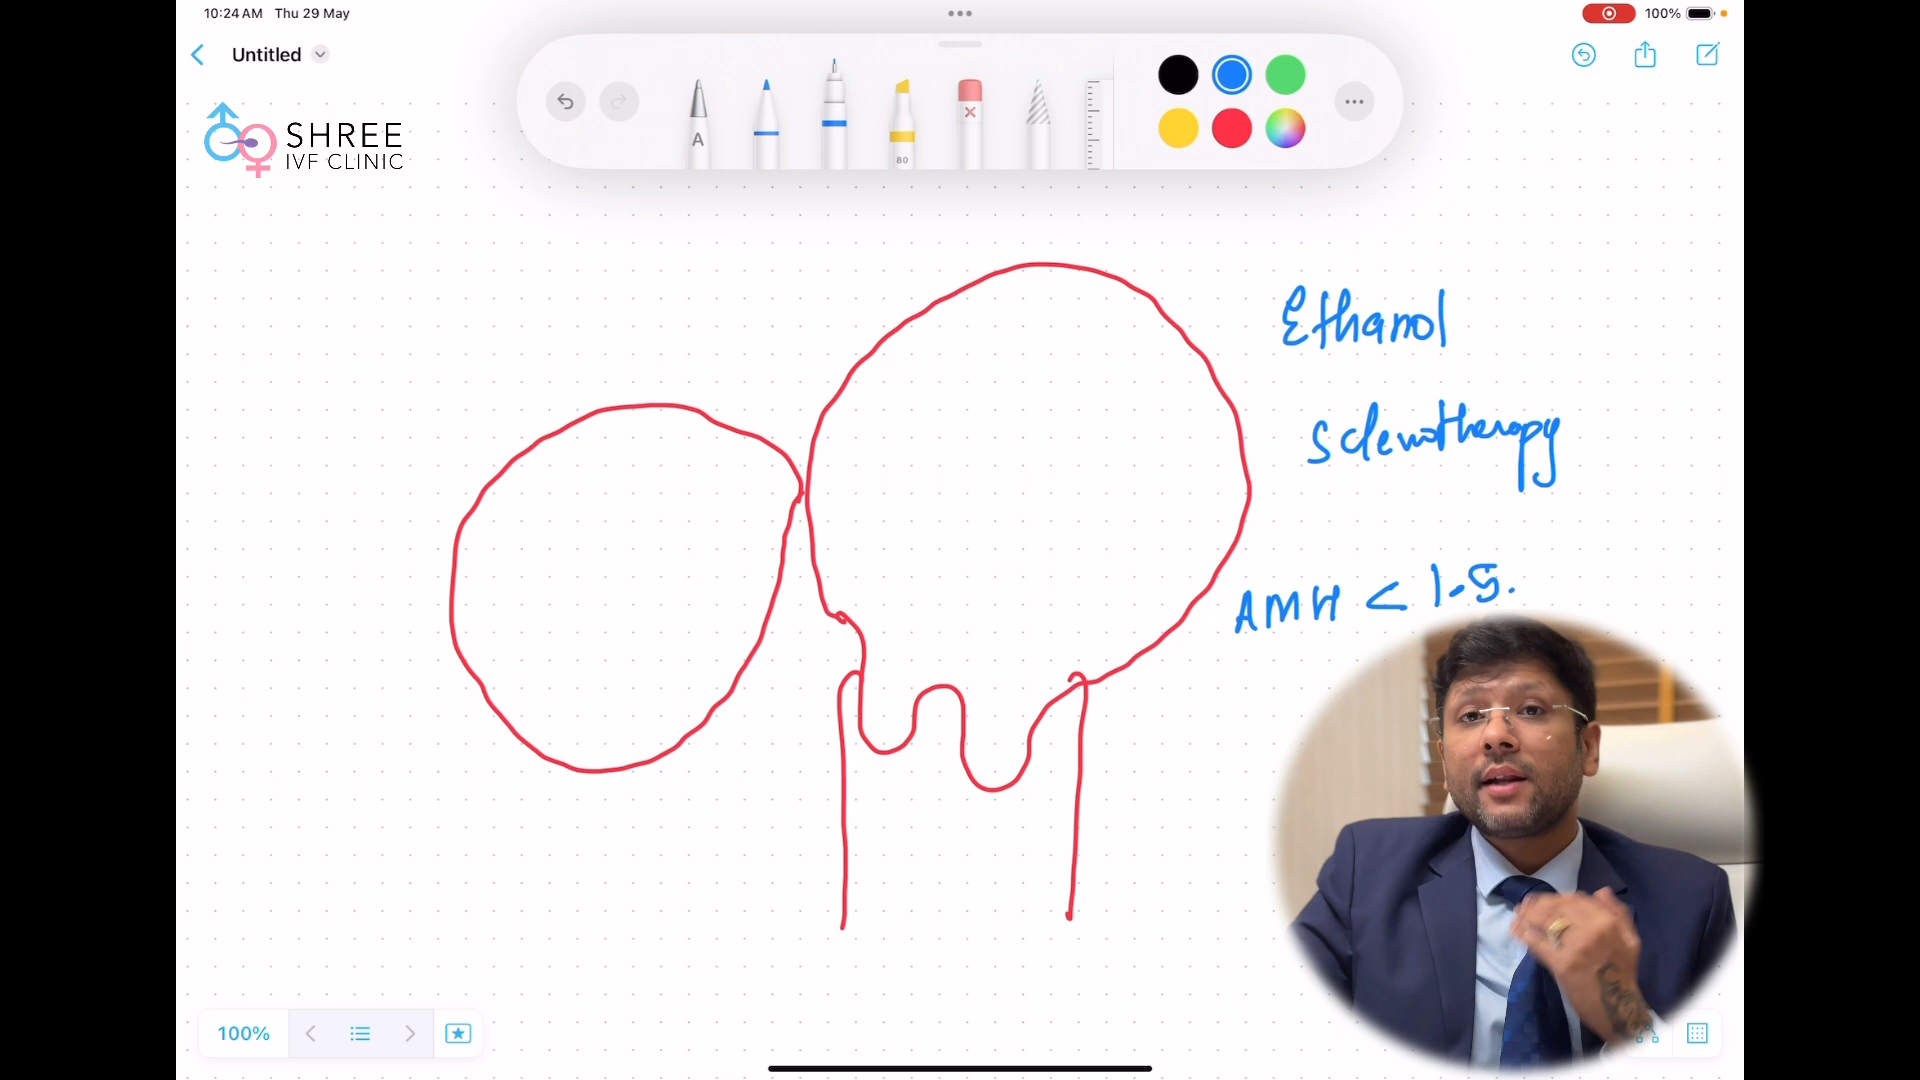 10:24 AM Thu 29 May
100%
Untitled
SHREE
IVF CLINIC
A
80
Ethanol
Sclerotherapy
AMH < 1.5.
100%